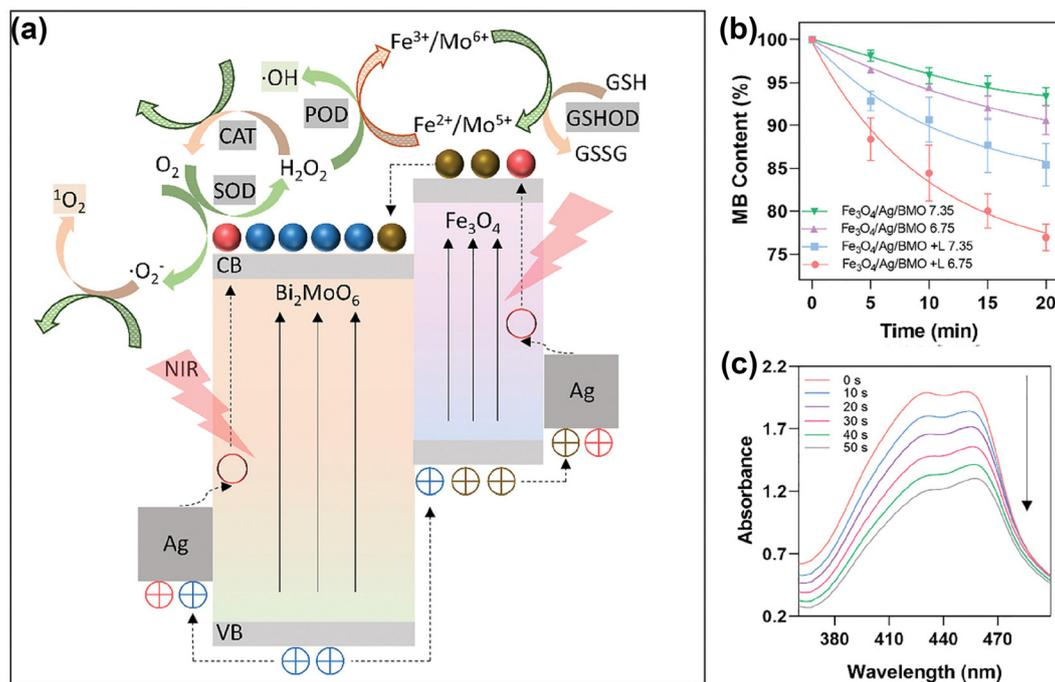 (a)
Fe³⁺/Mo⁶⁺
·OH
GSH
POD
GSHOD
CAT
Fe²⁺/Mo⁵⁺
O₂
H₂O₂
GSSG
SOD
¹O₂
Fe₃O₄
·O₂⁻
CB
Bi₂MoO₆
NIR
Ag
Ag
VB
(b)
MB Content (%)
100
95
90
85
80
75
Fe₃O₄/Ag/BMO 7.35
Fe₃O₄/Ag/BMO 6.75
Fe₃O₄/Ag/BMO +L 7.35
Fe₃O₄/Ag/BMO +L 6.75
0 5 10 15 20
Time (min)
(c)
Absorbance
2.2
1.7
1.2
0.7
0.2
0 s
10 s
20 s
30 s
40 s
50 s
380 410 440 470
Wavelength (nm)